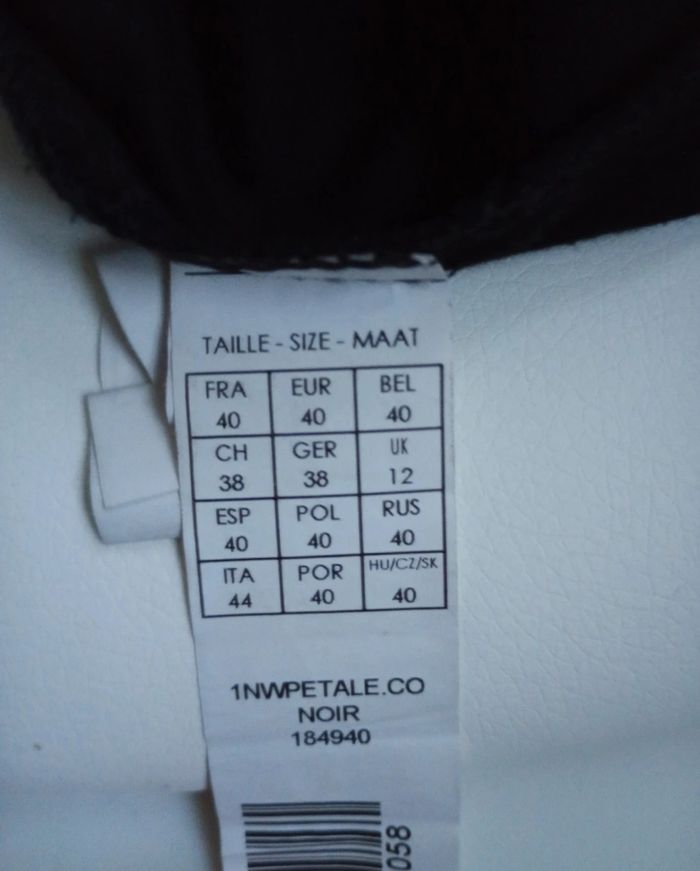 TAILLE - SIZE - MAAT
FRA EUR BEL
40 40 40
CH GER UK
38 38 12
ESP POL RUS
40 40 40
ITA POR HU/CZ/SK
44 40 40
1NWPETALE.CO
NOIR
184940
058